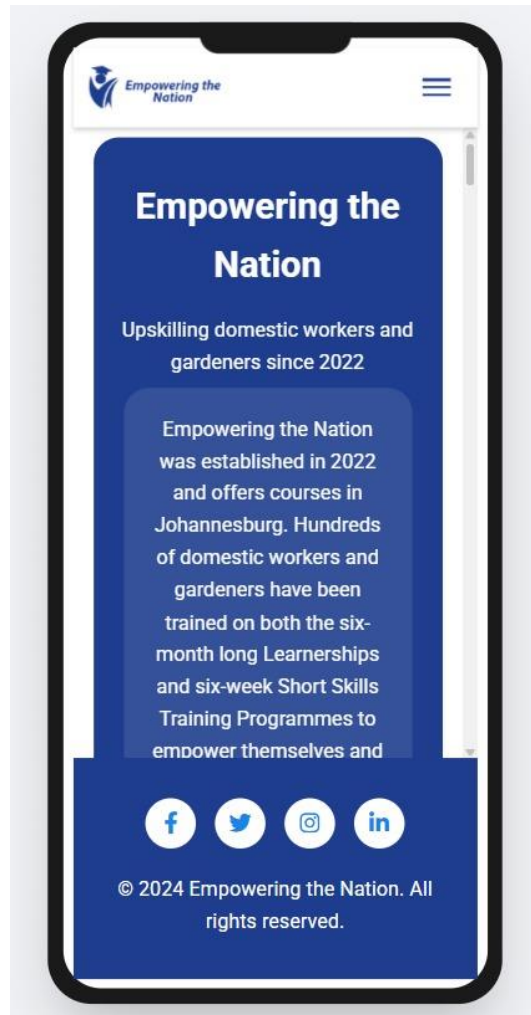 Empowering the
Nation
Empowering the
Nation
Upskilling domestic workers and
gardeners since 2022
Empowering the Nation
was established in 2022
and offers courses in
Johannesburg. Hundreds
of domestic workers and
gardeners have been
trained on both the six-
month long Learnerships
and six-week Short Skills
Training Programmes to
empower themselves and
f
in
© 2024 Empowering the Nation. All
rights reserved.